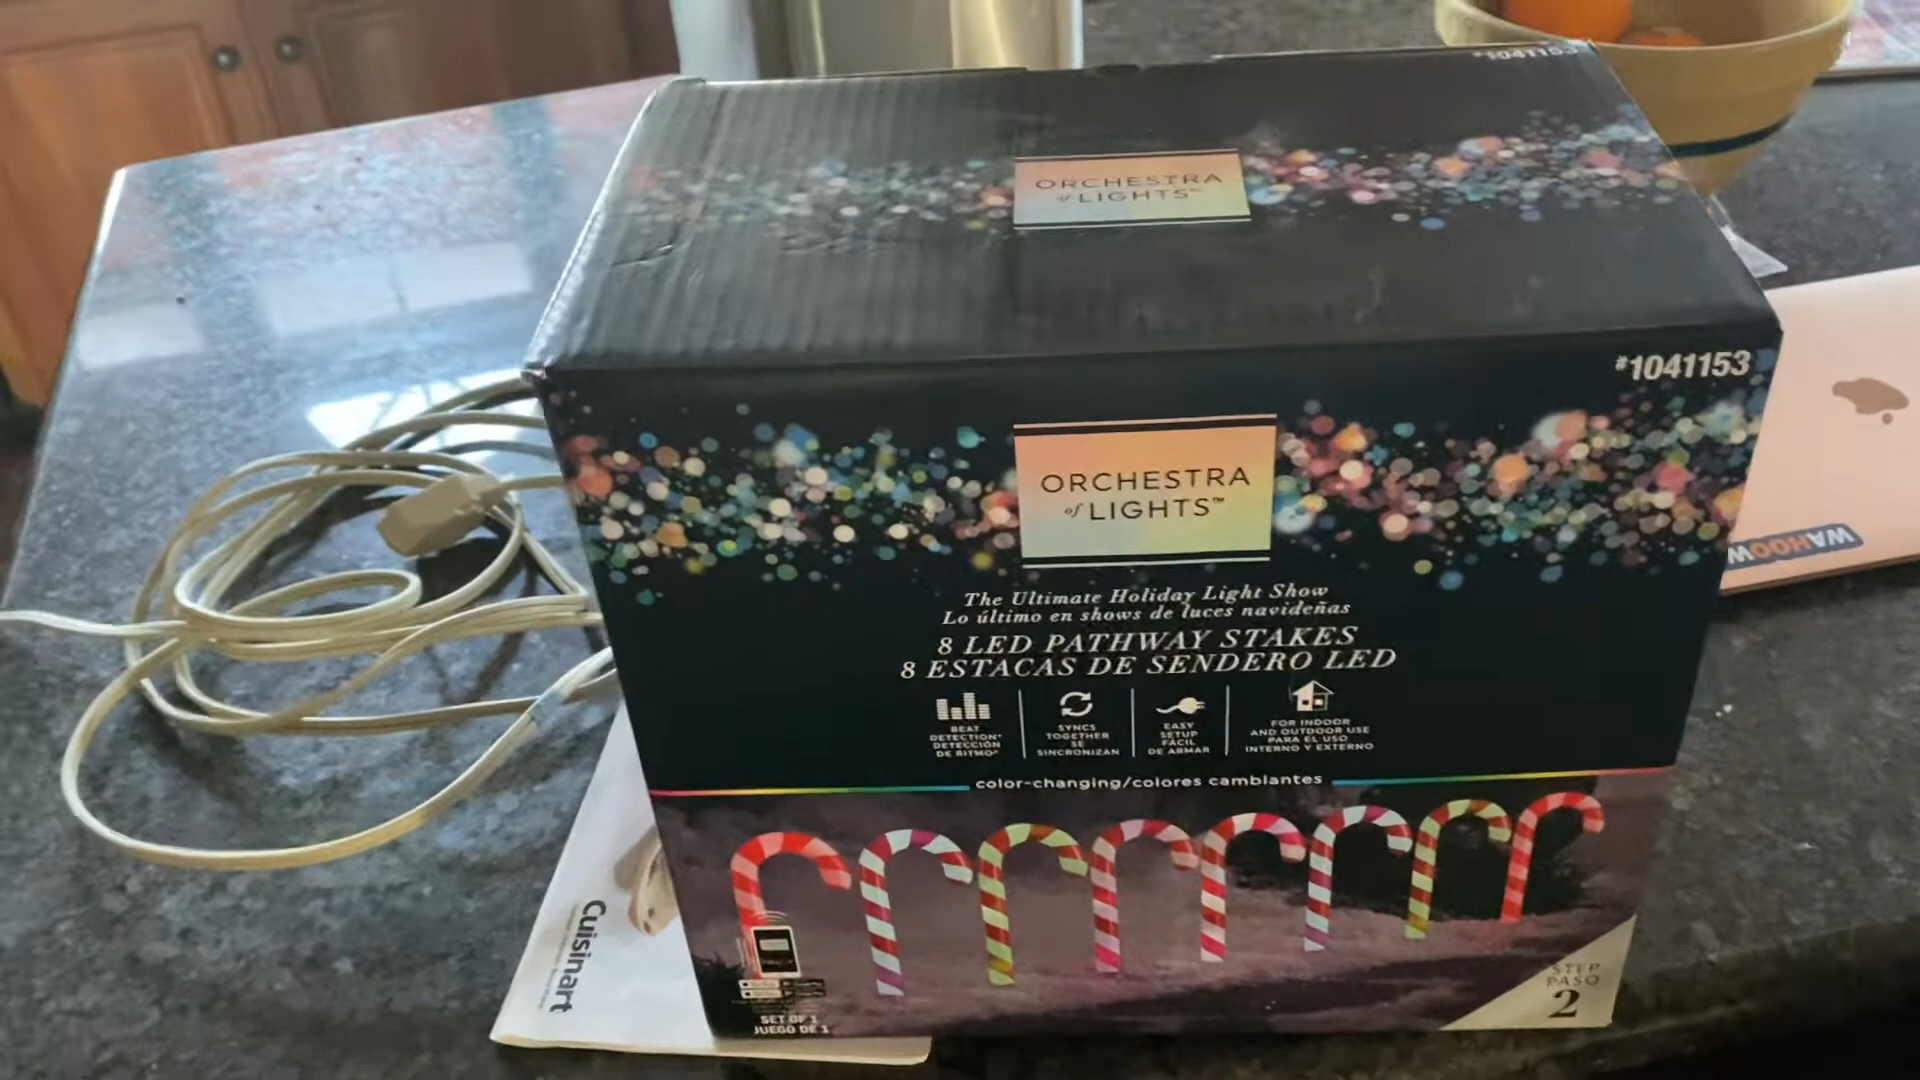 #1041153
ORCHESTRA
of LIGHTS™
#1041153
ORCHESTRA
of LIGHTS™
The Ultimate Holiday Light Show
Lo último en shows de luces navideñas
8 LED PATHWAY STAKES
8 ESTACAS DE SENDERO LED
BEAT
DETECTION*
DETECCIÓN
DE RITMO*
SYNCS
TOGETHER
SE
SINCRONIZAN
EASY
SETUP
FÁCIL
DE ARMAR
FOR INDOOR
AND OUTDOOR USE
PARA EL USO
INTERNO Y EXTERNO
color-changing/colores cambiantes
SET OF 1
JUEGO DE 1
STEP
PASO
2
Cuisinart
WAHOOW